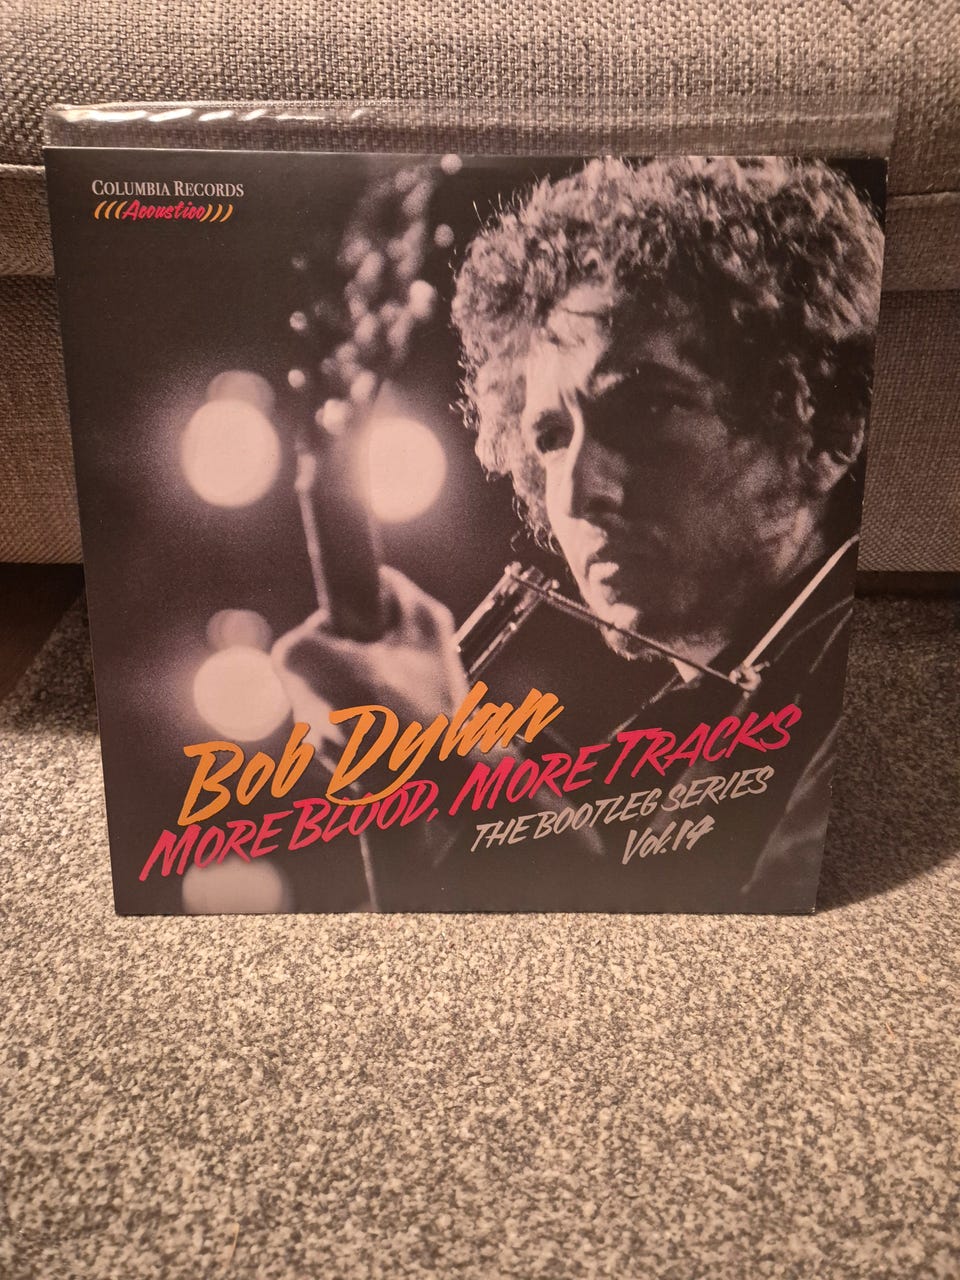 COLUMBIA RECORDS
(((Acoustic)))
Bob Dylan
MORE BLOOD, MORE TRACKS
THE BOOTLEG SERIES
Vol.14